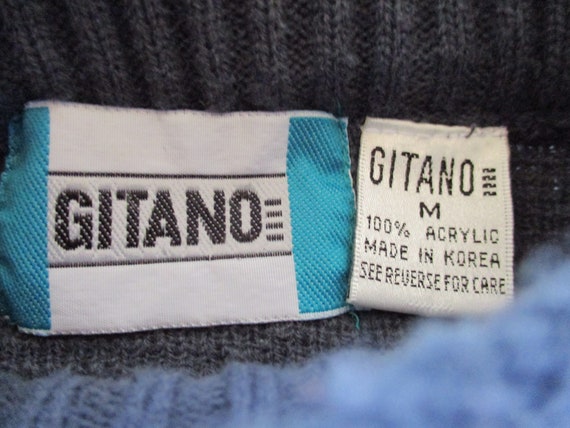 GITANO
GITANO
M
100% ACRYLIC
MADE IN KOREA
SEE REVERSE FOR CARE